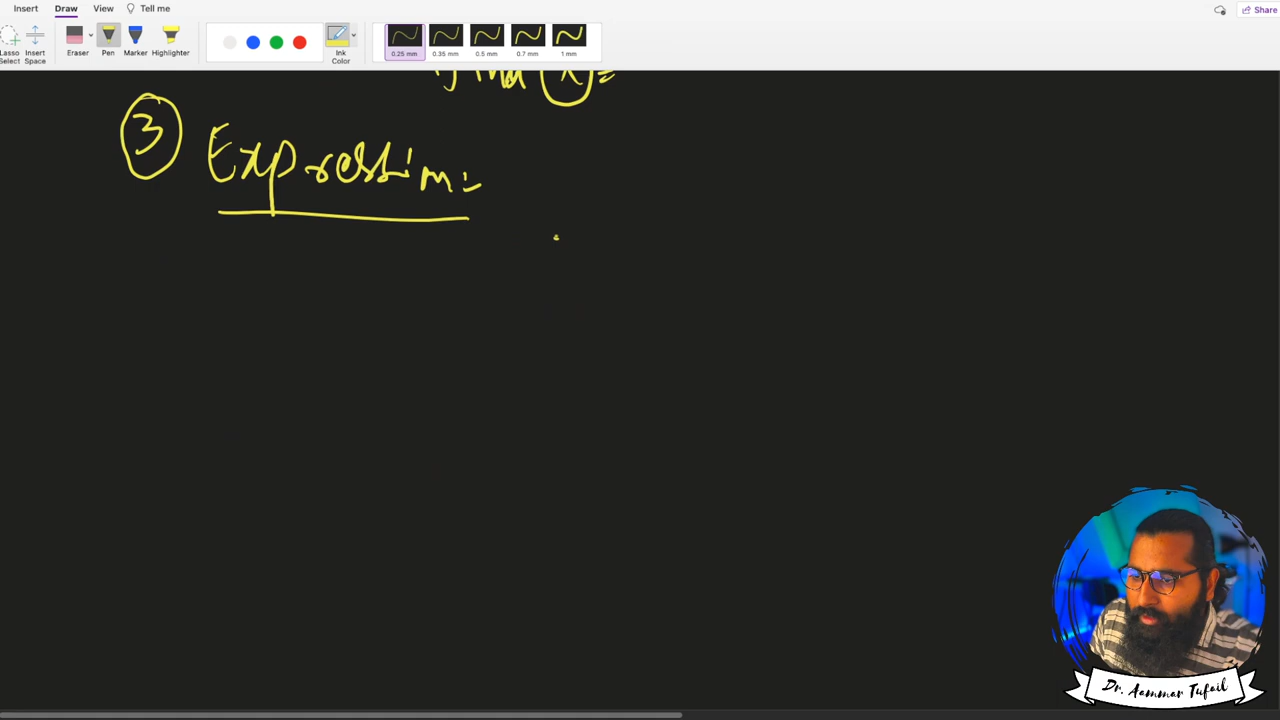 Insert Draw View Tell me Share
Lasso Select Insert Space Eraser Pen Marker Highlighter Ink Color 0.25 mm 0.35 mm 0.5 mm 0.7 mm 1 mm
find (x) =
③ Expression:-
Dr. Aammar Tufail